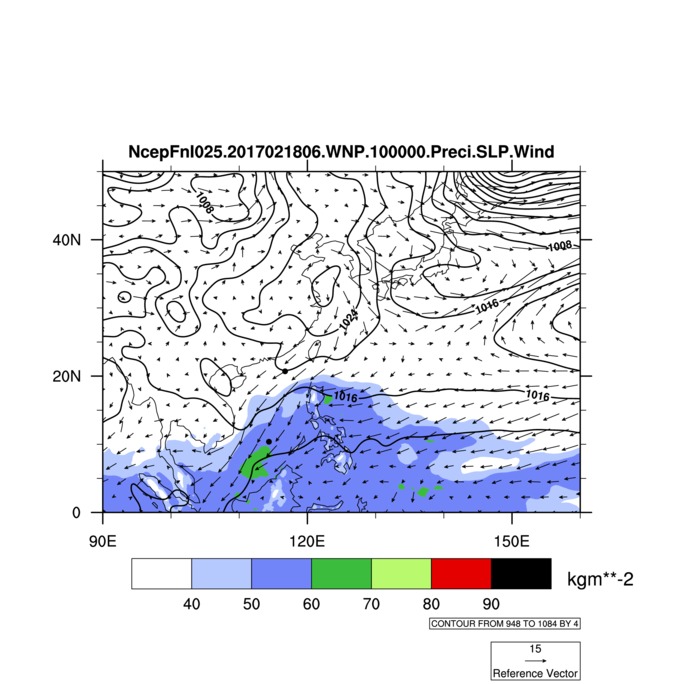 NcepFnl025.2017021806.WNP.100000.Preci.SLP.Wind
1008
40N
1008
1016
1024
20N
1016
1016
0
90E 120E 150E
kgm**-2
40 50 60 70 80 90
CONTOUR FROM 948 TO 1084 BY 4
15
Reference Vector